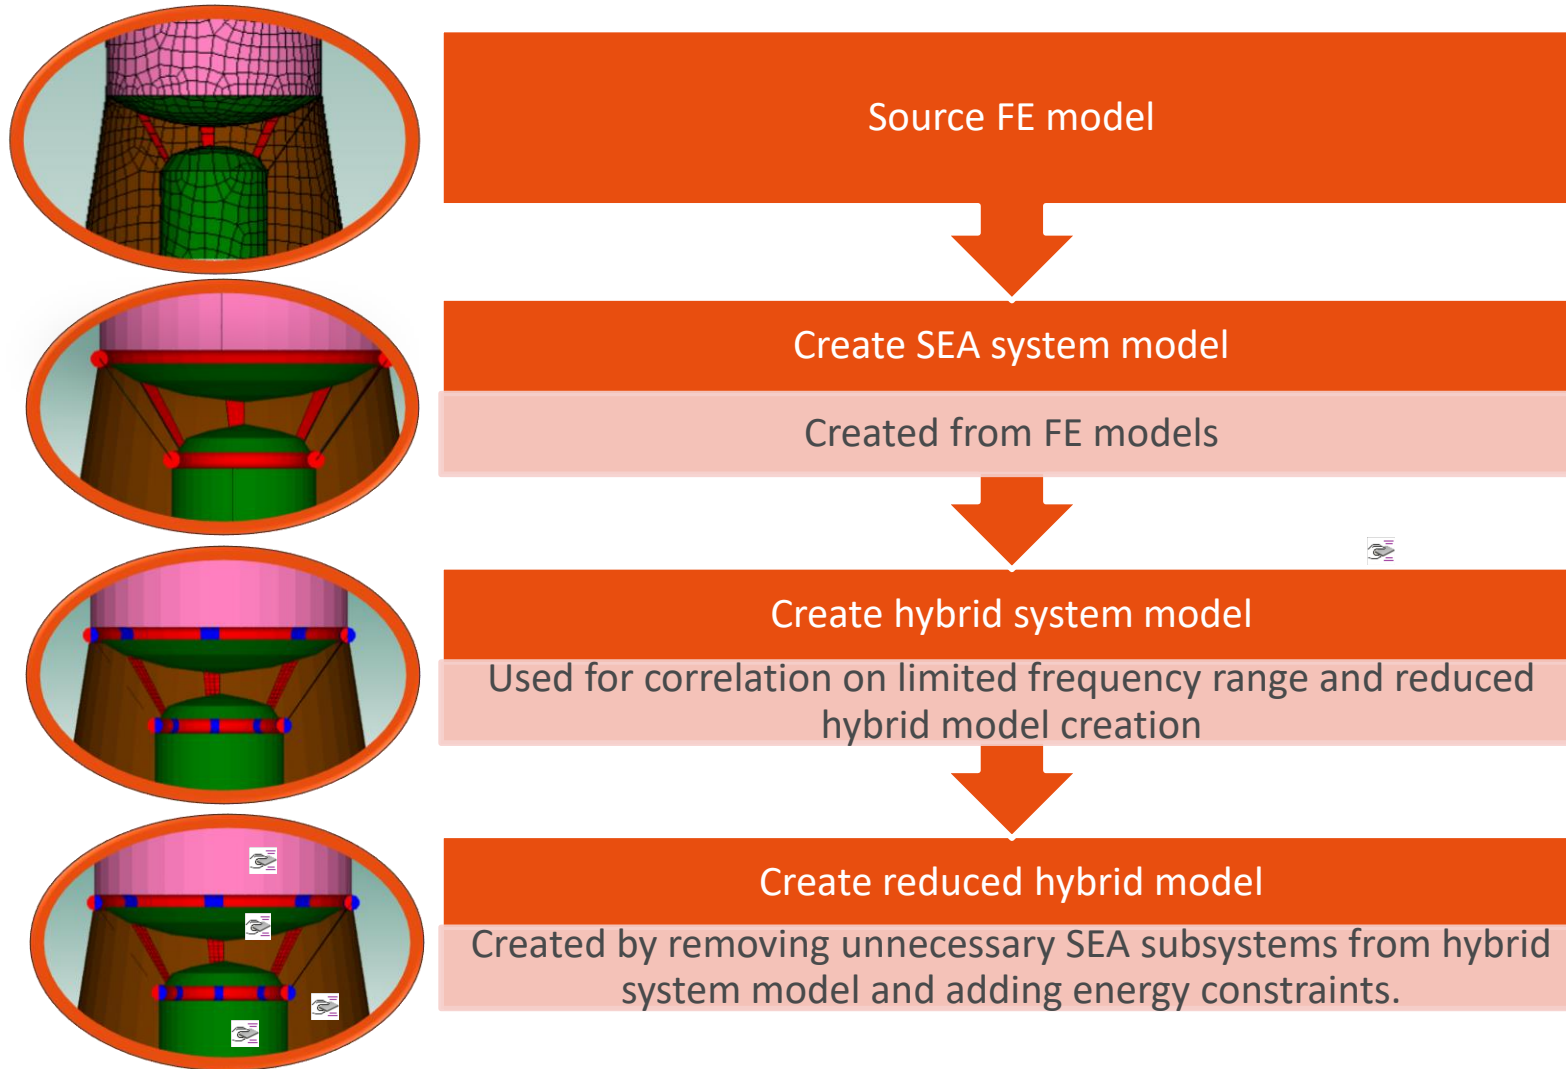 Source FE model
Create SEA system model
Created from FE models
Create hybrid system model
Used for correlation on limited frequency range and reduced
hybrid model creation
Create reduced hybrid model
Created by removing unnecessary SEA subsystems from hybrid
system model and adding energy constraints.